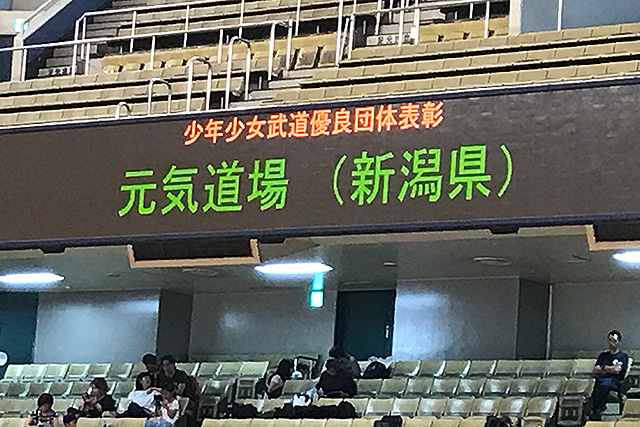 少年少女武道優良団体表彰
元気道場 （新潟県）